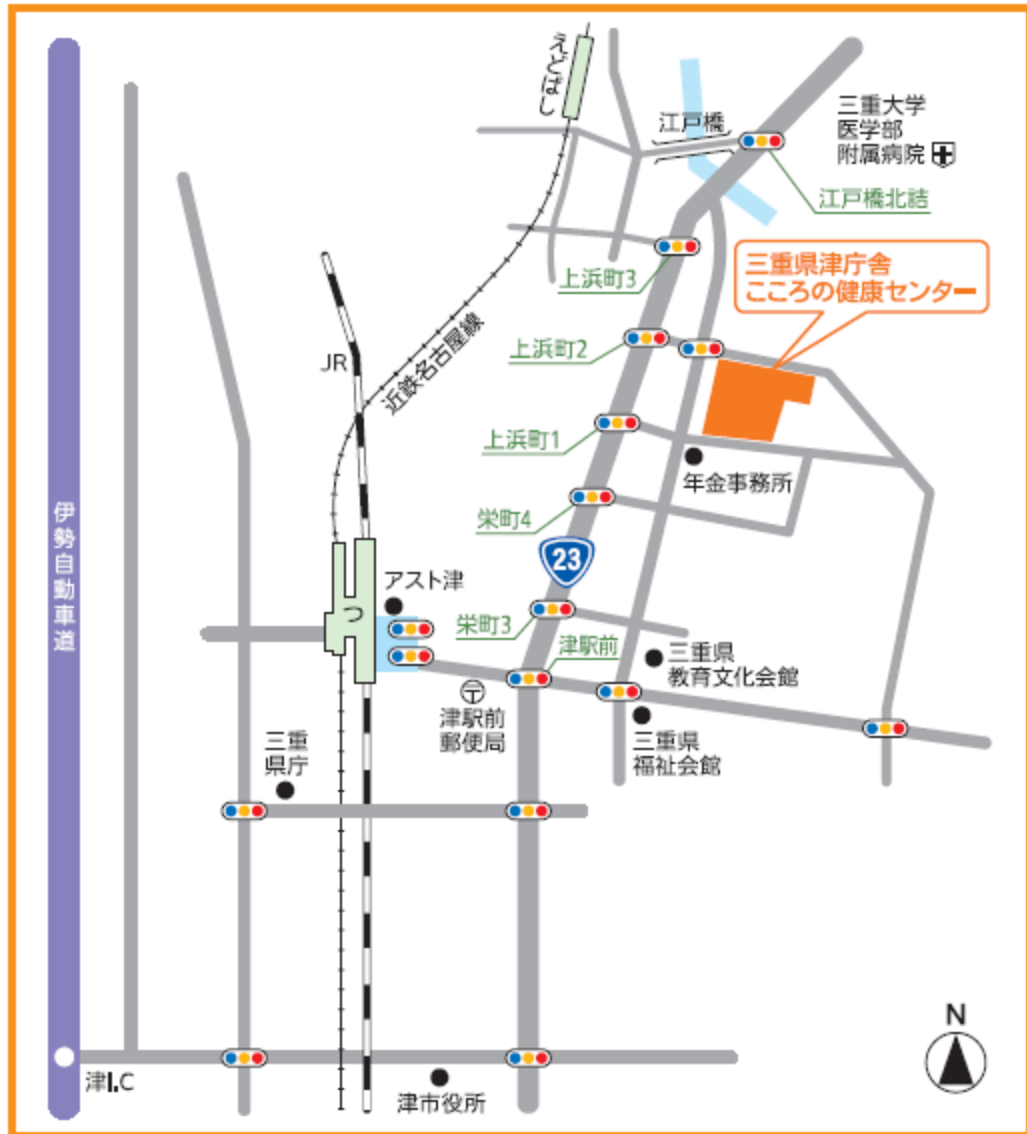 えどばし
江戸橋
三重大学
医学部
附属病院
江戸橋北詰
三重県津庁舎
こころの健康センター
上浜町3
上浜町2
JR
近鉄名古屋線
上浜町1
年金事務所
栄町4
伊勢自動車道
23
アスト津
つ
栄町3
津駅前
三重県
教育文化会館
〒
津駅前
郵便局
三重県
福祉会館
三重
県庁
N
津I.C
津市役所